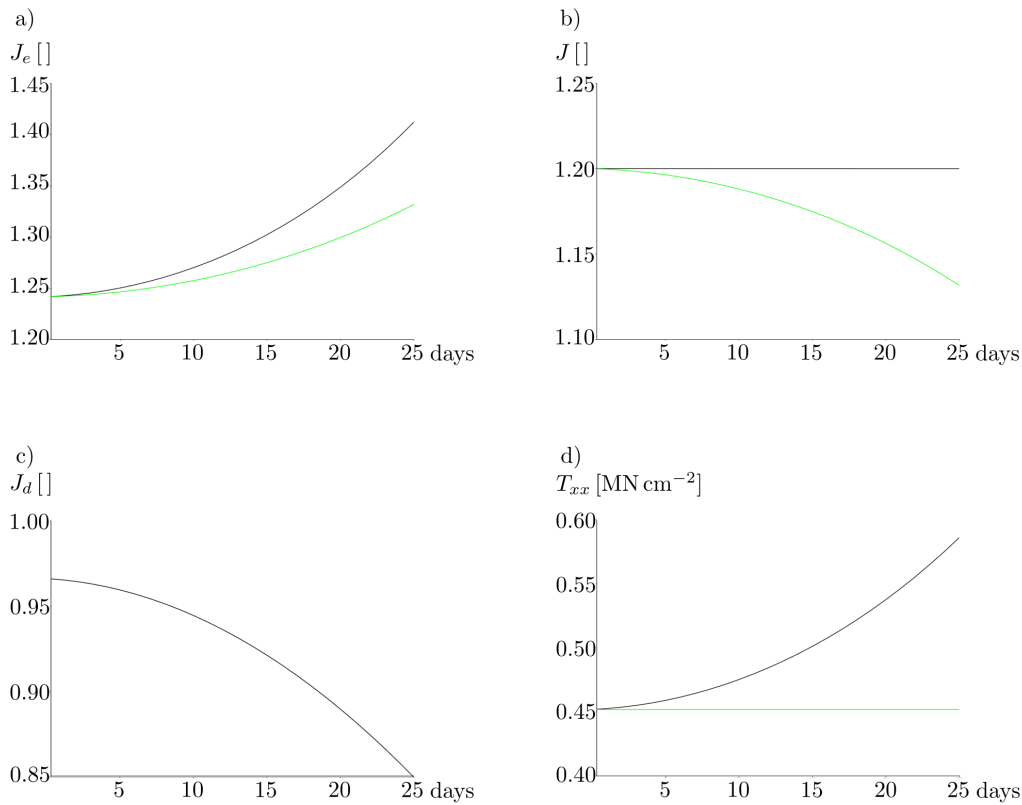 a)
J_e [ ]
1.45
1.40
1.35
1.30
1.25
1.20
5 10 15 20 25 days
b)
J [ ]
1.25
1.20
1.15
1.10
5 10 15 20 25 days
c)
J_d [ ]
1.00
0.95
0.90
0.85
5 10 15 20 25 days
d)
T_{xx} [MN cm⁻²]
0.60
0.55
0.50
0.45
0.40
5 10 15 20 25 days